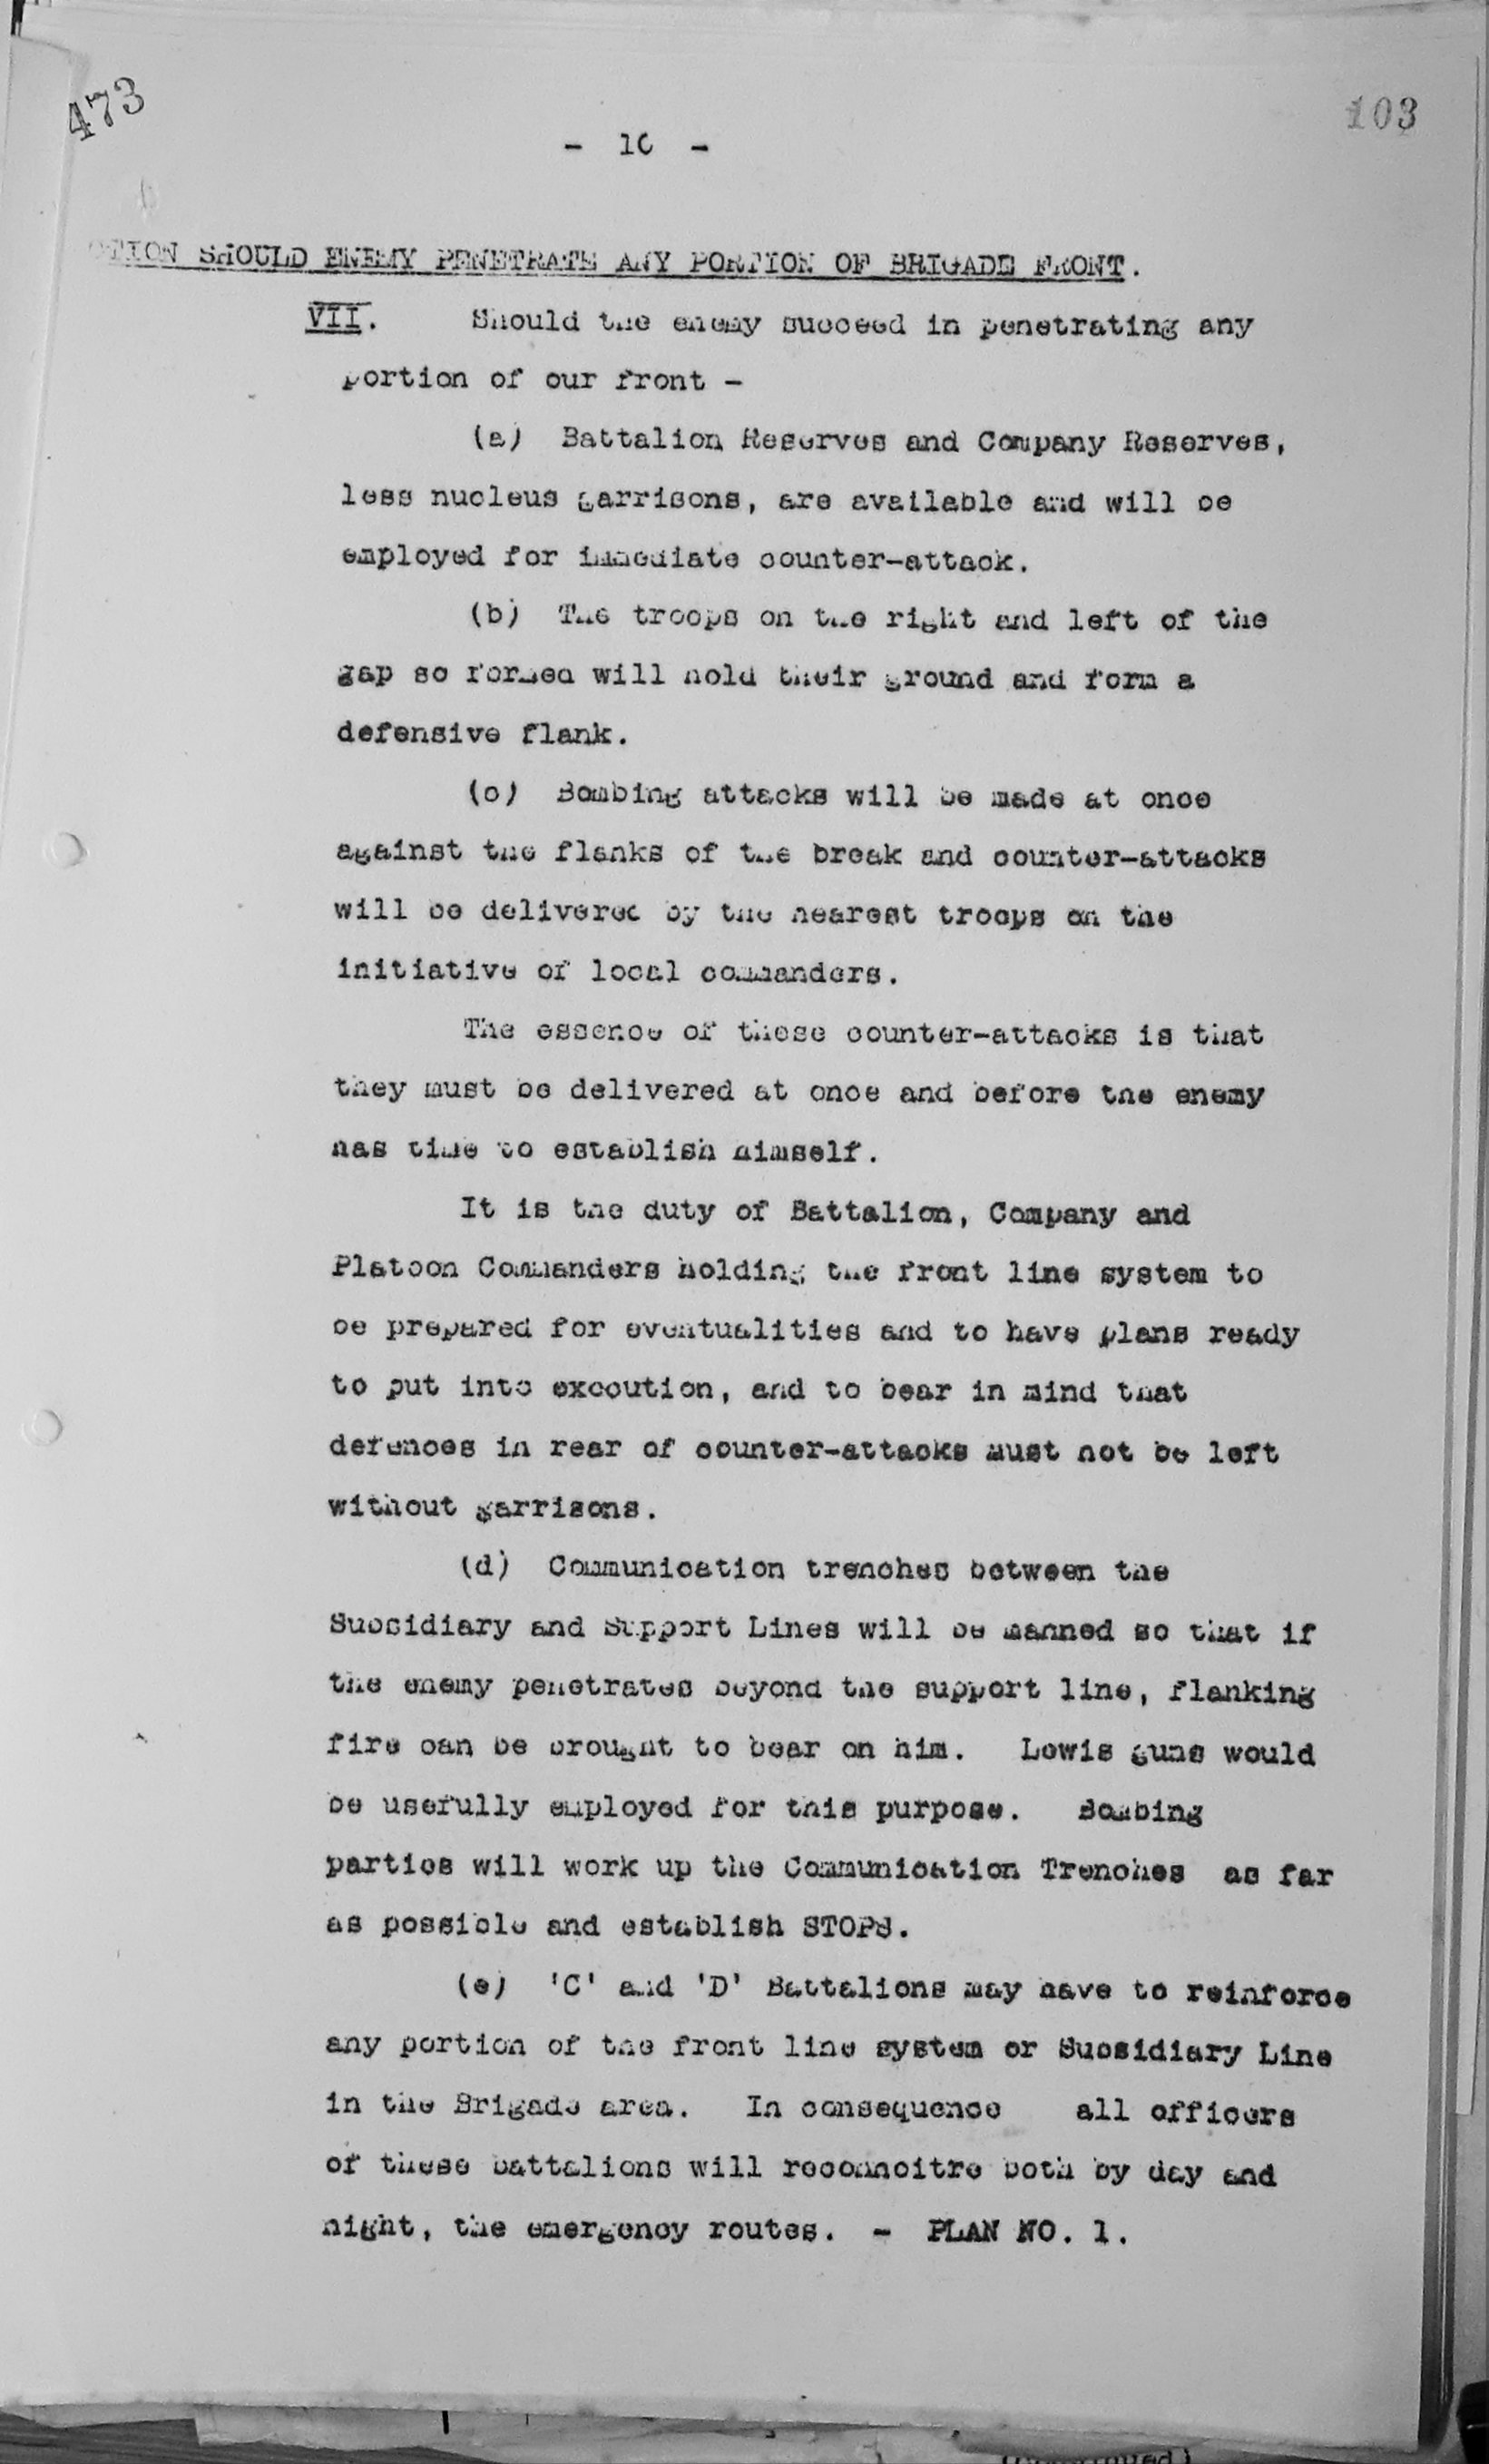 473
103
- 10 -
ACTION SHOULD ENEMY PENETRATE ANY PORTION OF BRIGADE FRONT.
VII. Should the enemy succeed in penetrating any
portion of our front -
(a) Battalion Reserves and Company Reserves,
less nucleus garrisons, are available and will be
employed for immediate counter-attack.
(b) The troops on the right and left of the
gap so formed will hold their ground and form a
defensive flank.
(c) Bombing attacks will be made at once
against the flanks of the break and counter-attacks
will be delivered by the nearest troops on the
initiative of local commanders.
The essence of these counter-attacks is that
they must be delivered at once and before the enemy
has time to establish himself.
It is the duty of Battalion, Company and
Platoon Commanders holding the front line system to
be prepared for eventualities and to have plans ready
to put into execution, and to bear in mind that
defences in rear of counter-attacks must not be left
without garrisons.
(d) Communication trenches between the
Subsidiary and Support Lines will be manned so that if
the enemy penetrates beyond the support line, flanking
fire can be brought to bear on him. Lewis guns would
be usefully employed for this purpose. Bombing
parties will work up the Communication Trenches as far
as possible and establish STOPS.
(e) 'C' and 'D' Battalions may have to reinforce
any portion of the front line system or Subsidiary Line
in the Brigade area. In consequence all officers
of these battalions will reconnoitre both by day and
night, the emergency routes. - PLAN NO. 1.